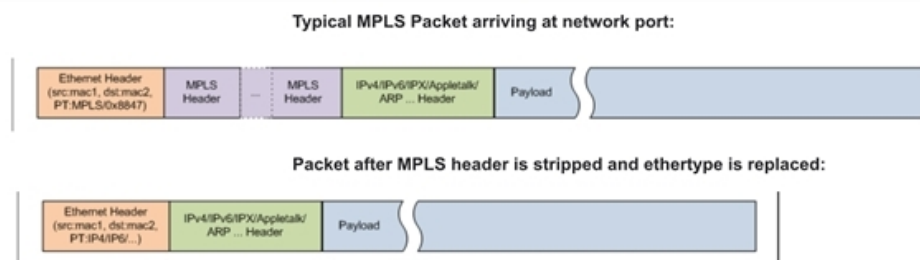 Typical MPLS Packet arriving at network port:
Ethernet Header
(src:mac1, dst:mac2,
PT:MPLS/0x8847)
MPLS
Header
...
MPLS
Header
IPv4/IPv6/IPX/Appletalk/
ARP ... Header
Payload
Packet after MPLS header is stripped and ethertype is replaced:
Ethernet Header
(src:mac1, dst:mac2,
PT:IP4/IP6/...)
IPv4/IPv6/IPX/Appletalk/
ARP ... Header
Payload